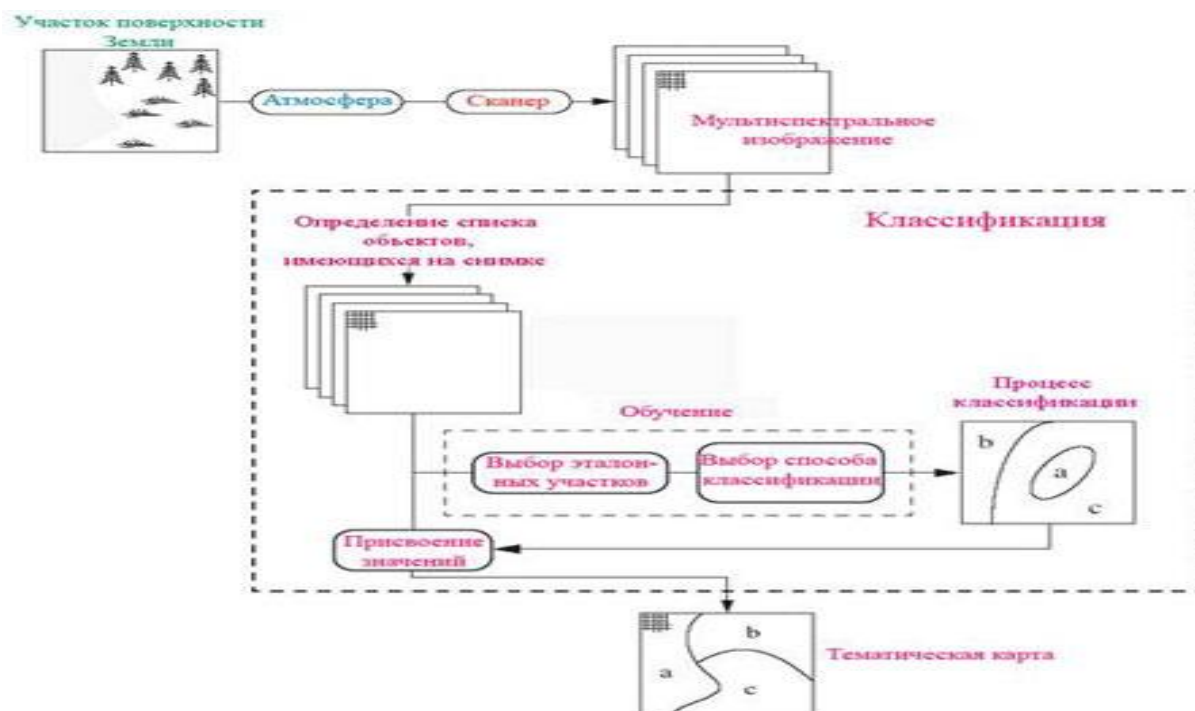 Участок поверхности
Земли
Атмосфера
Сканер
Мультиспектральное
изображение
Классификация
Определение списка
объектов,
имеющихся на снимке
Обучение
Процесс
классификации
Выбор эталон-
ных участков
Выбор способа
классификации
b
a
c
Присвоение
значений
b
a
c
Тематическая карта